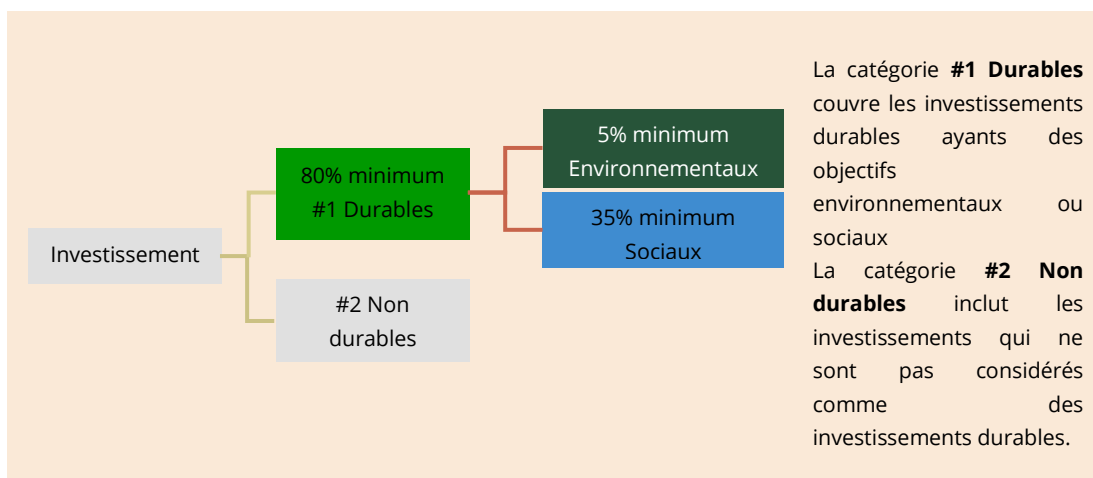 Investissement
80% minimum
#1 Durables
#2 Non
durables
5% minimum
Environnementaux
35% minimum
Sociaux
La catégorie #1 Durables
couvre les investissements
durables ayants des
objectifs
environnementaux ou
sociaux
La catégorie #2 Non
durables inclut les
investissements qui ne
sont pas considérés
comme des
investissements durables.